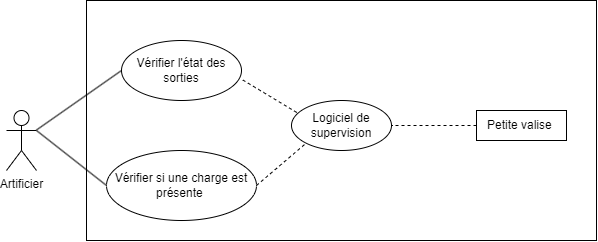 Vérifier l'état des
sorties
Logiciel de
supervision
Petite valise
Artificier
Vérifier si une charge est
présente